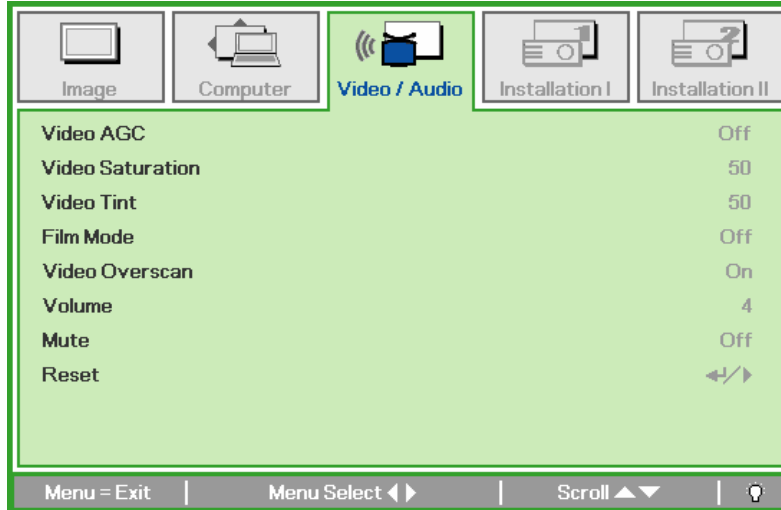 Image Computer Video / Audio Installation I Installation II
Video AGC Off
Video Saturation 50
Video Tint 50
Film Mode Off
Video Overscan On
Volume 4
Mute Off
Reset ↵/▶
Menu = Exit | Menu Select ◀▶ | Scroll ▲▼ |